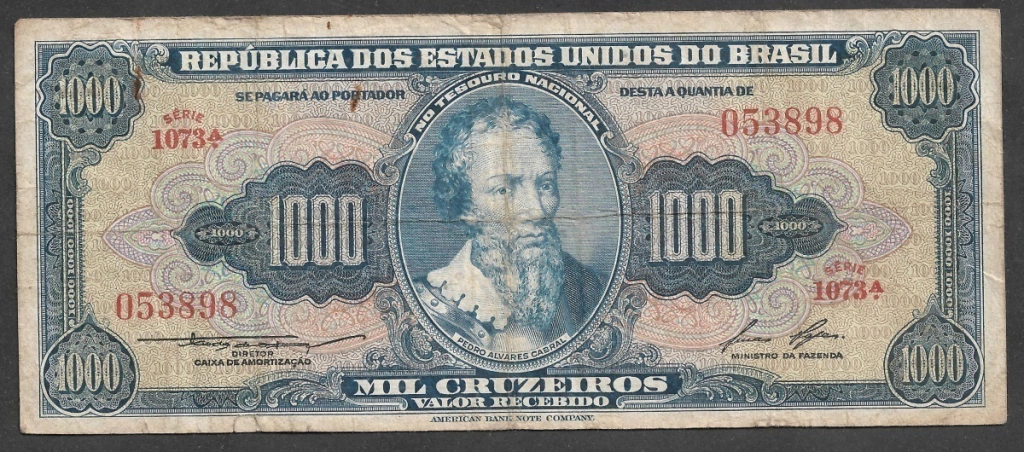 REPÚBLICA DOS ESTADOS UNIDOS DO BRASIL
1000
1000
SE PAGARÁ AO PORTADOR
NO TESOURO NACIONAL
DESTA A QUANTIA DE
SÉRIE
1073ª
053898
1000
1000
1000
1000
053898
SÉRIE
1073ª
PEDRO ALVARES CABRAL
DIRETOR
CAIXA DE AMORTIZAÇÃO
MINISTRO DA FAZENDA
1000
1000
MIL CRUZEIROS
VALOR RECEBIDO
AMERICAN BANK NOTE COMPANY.